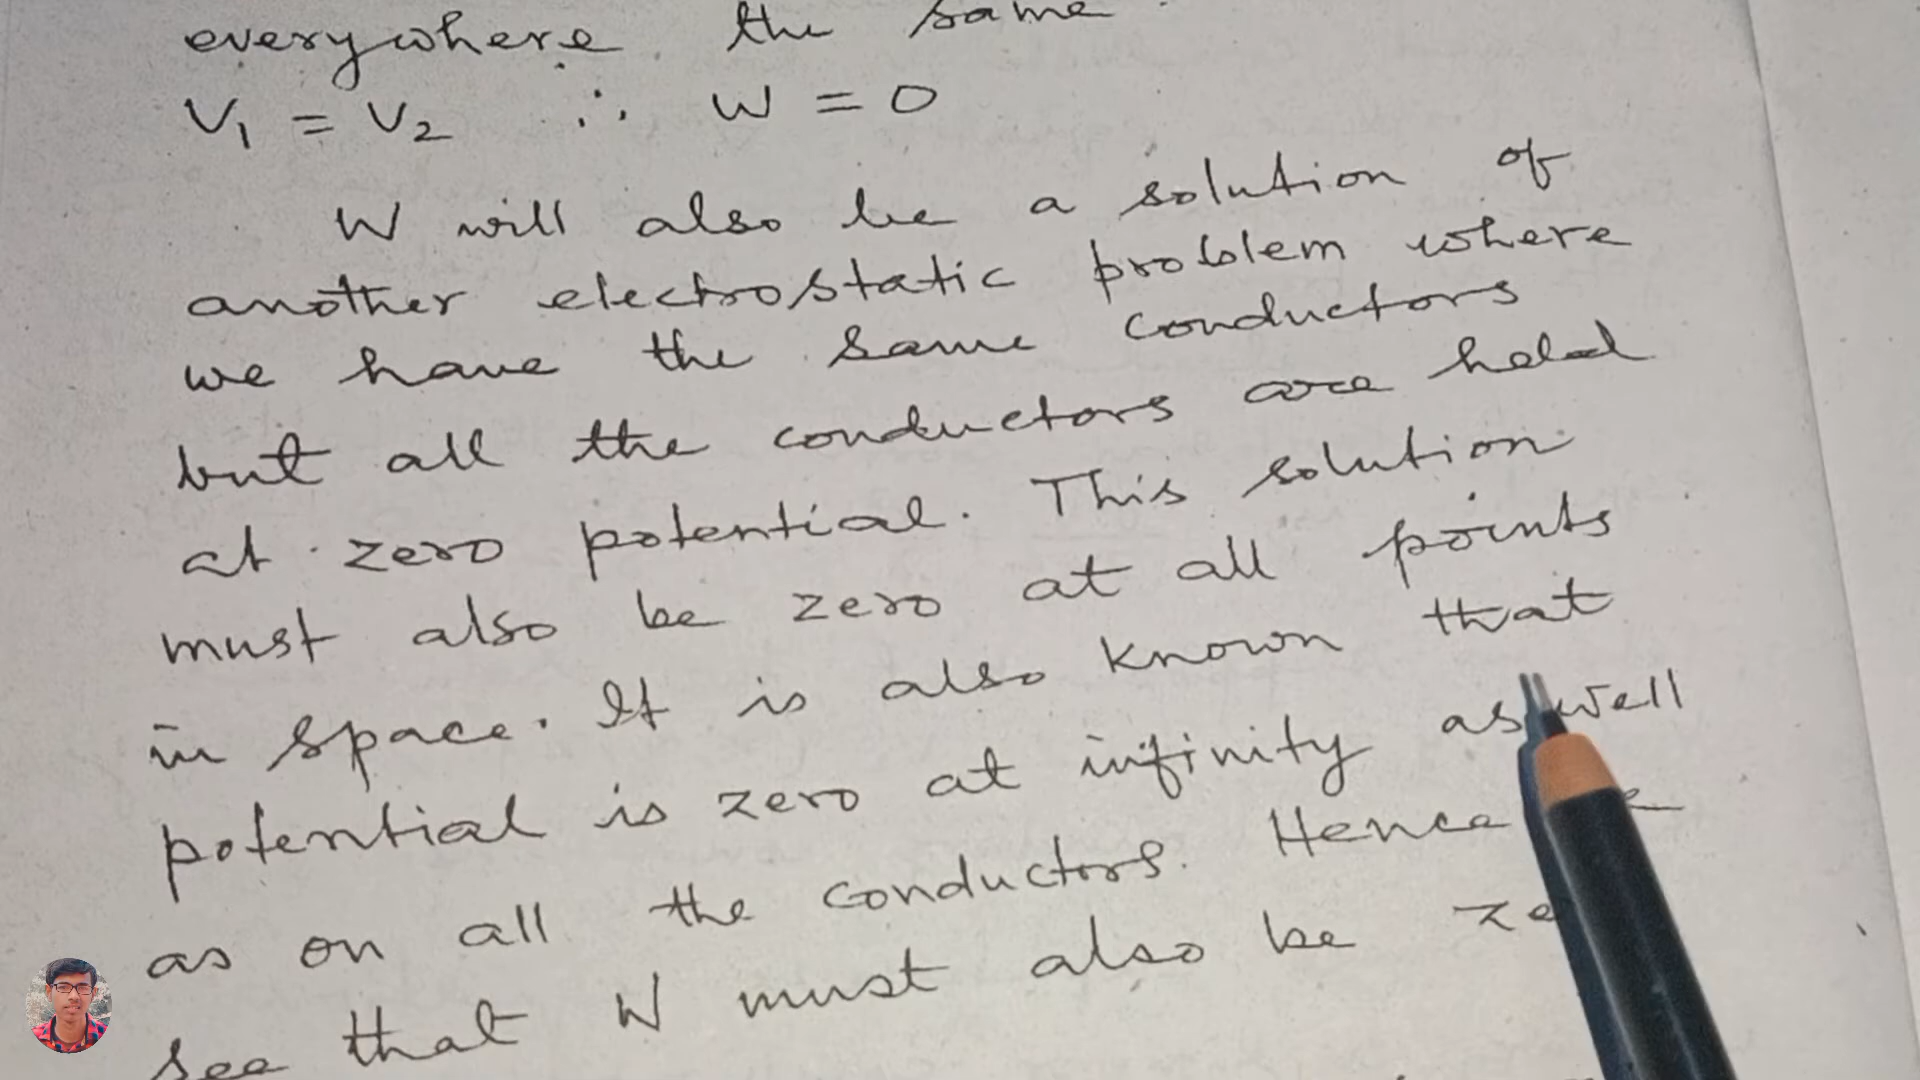 everywhere the same.
V₁ = V₂ ∴ W = 0
W will also be a solution of
another electrostatic problem where
we have the same conductors
but all the conductors are held
at zero potential. This solution
must also be zero at all points
in space. It is also known that
potential is zero at infinity as well
as on all the conductors. Hence
see that W must also be